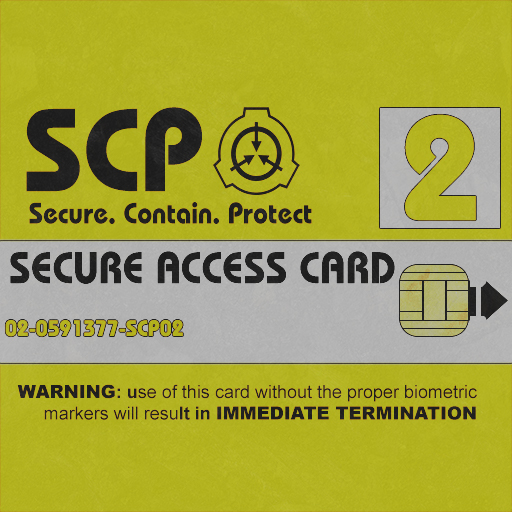 SCP
2
Secure. Contain. Protect
SECURE ACCESS CARD
02-0591377-SCP02
WARNING: use of this card without the proper biometric
markers will result in IMMEDIATE TERMINATION